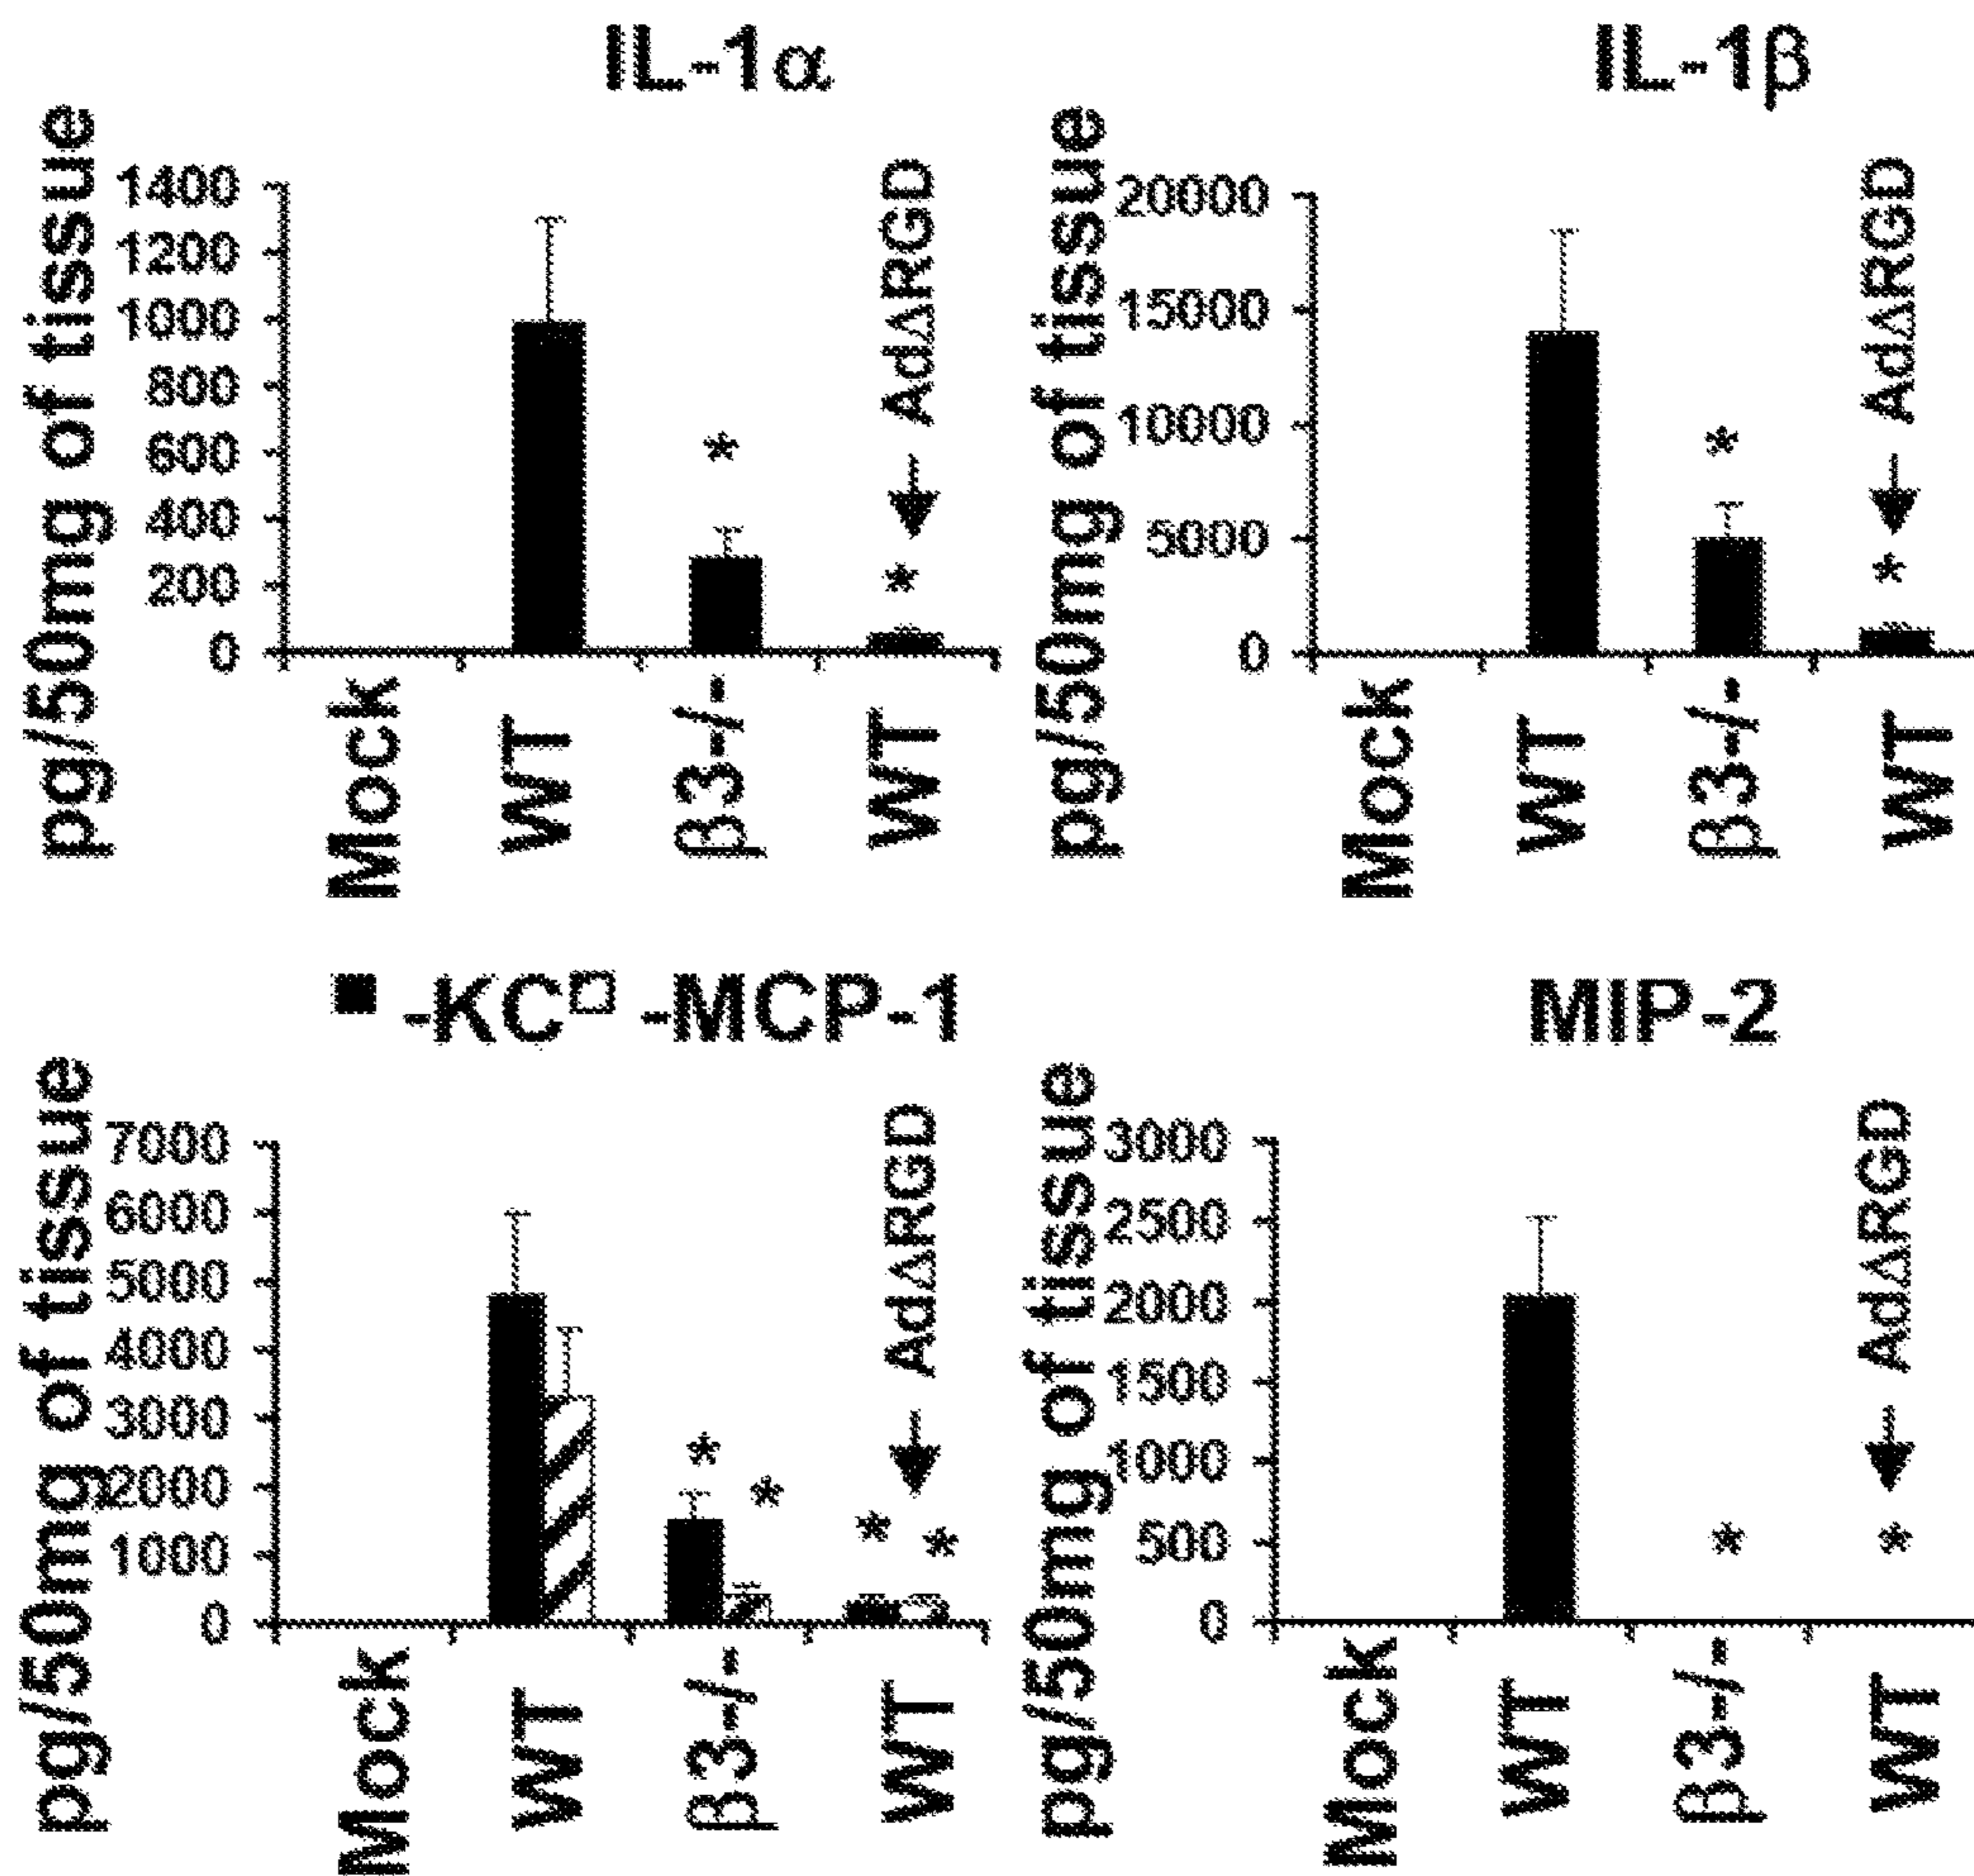 IL-1α
pg/50mg of tissue
1400
1200
1000
800
600
400
200
0
*
*
AdΔRGD
Mock
WT
β3-/-
WT
IL-1β
pg/50mg of tissue
20000
15000
10000
5000
0
*
*
AdΔRGD
Mock
WT
β3-/-
WT
-KC -MCP-1
pg/50mg of tissue
7000
6000
5000
4000
3000
2000
1000
0
*
*
*
*
AdΔRGD
Mock
WT
β3-/-
WT
MIP-2
pg/50mg of tissue
3000
2500
2000
1500
1000
500
0
*
*
AdΔRGD
Mock
WT
β3-/-
WT